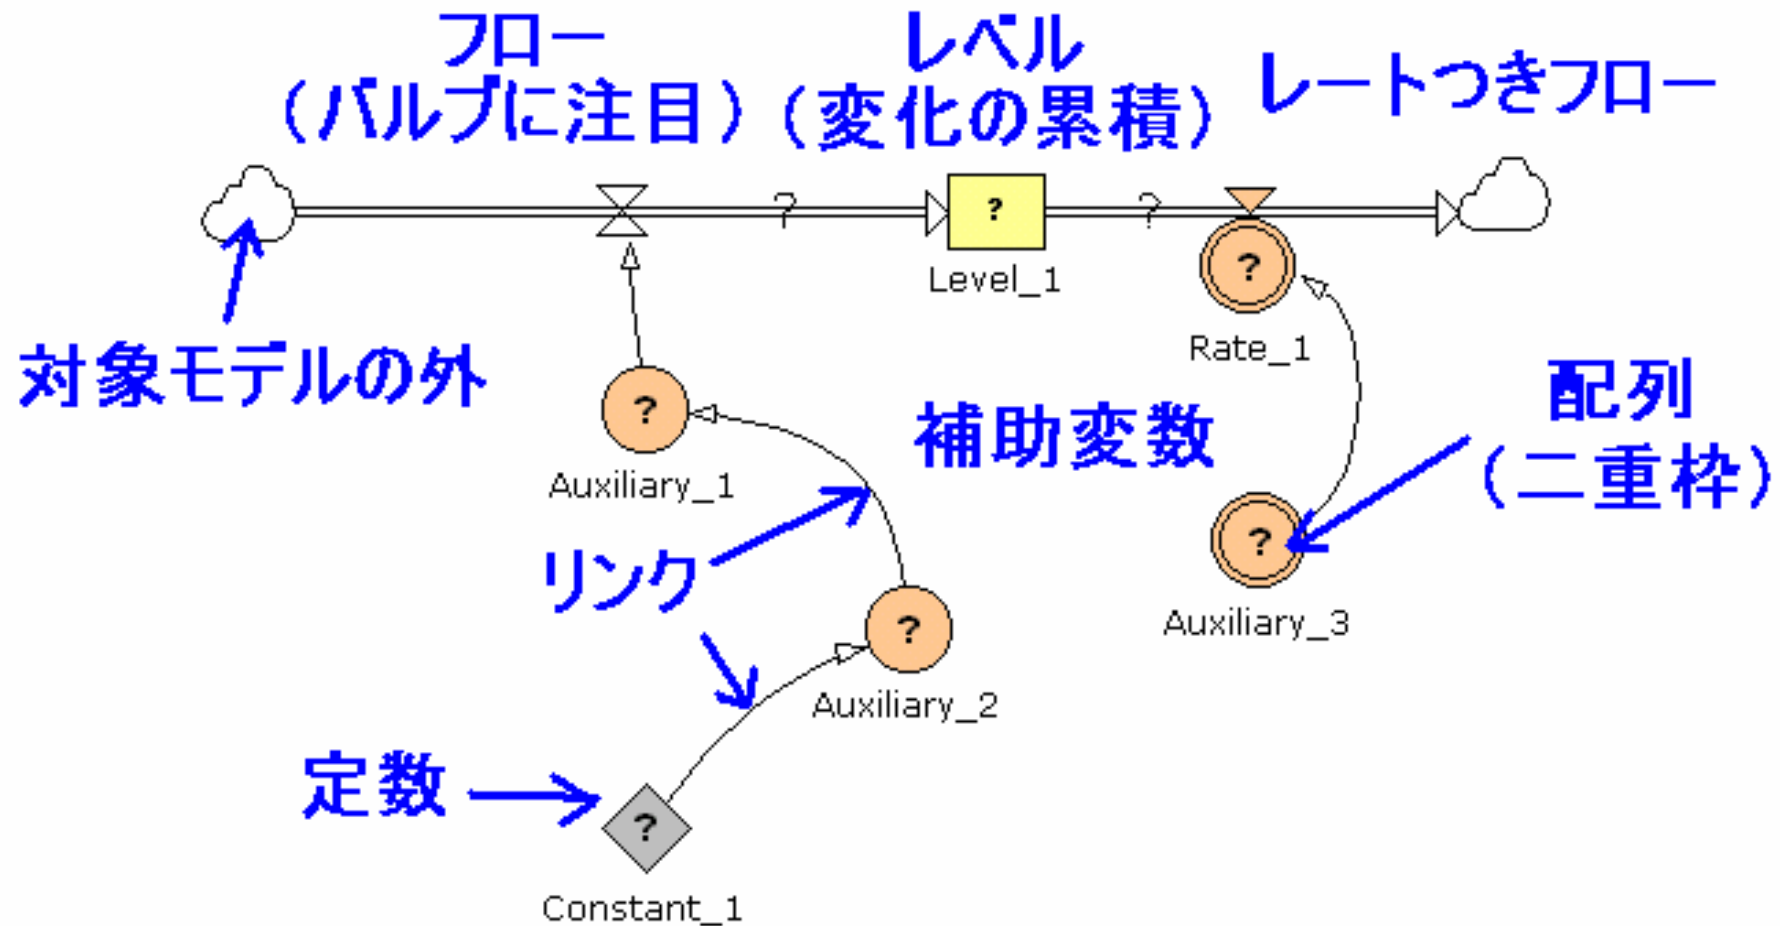 フロー
（バルブに注目）
レベル
（変化の累積）
レートつきフロー
?
?
?
Level_1
?
Rate_1
対象モデルの外
?
Auxiliary_1
補助変数
配列
（二重枠）
リンク
?
Auxiliary_3
?
Auxiliary_2
定数
?
Constant_1